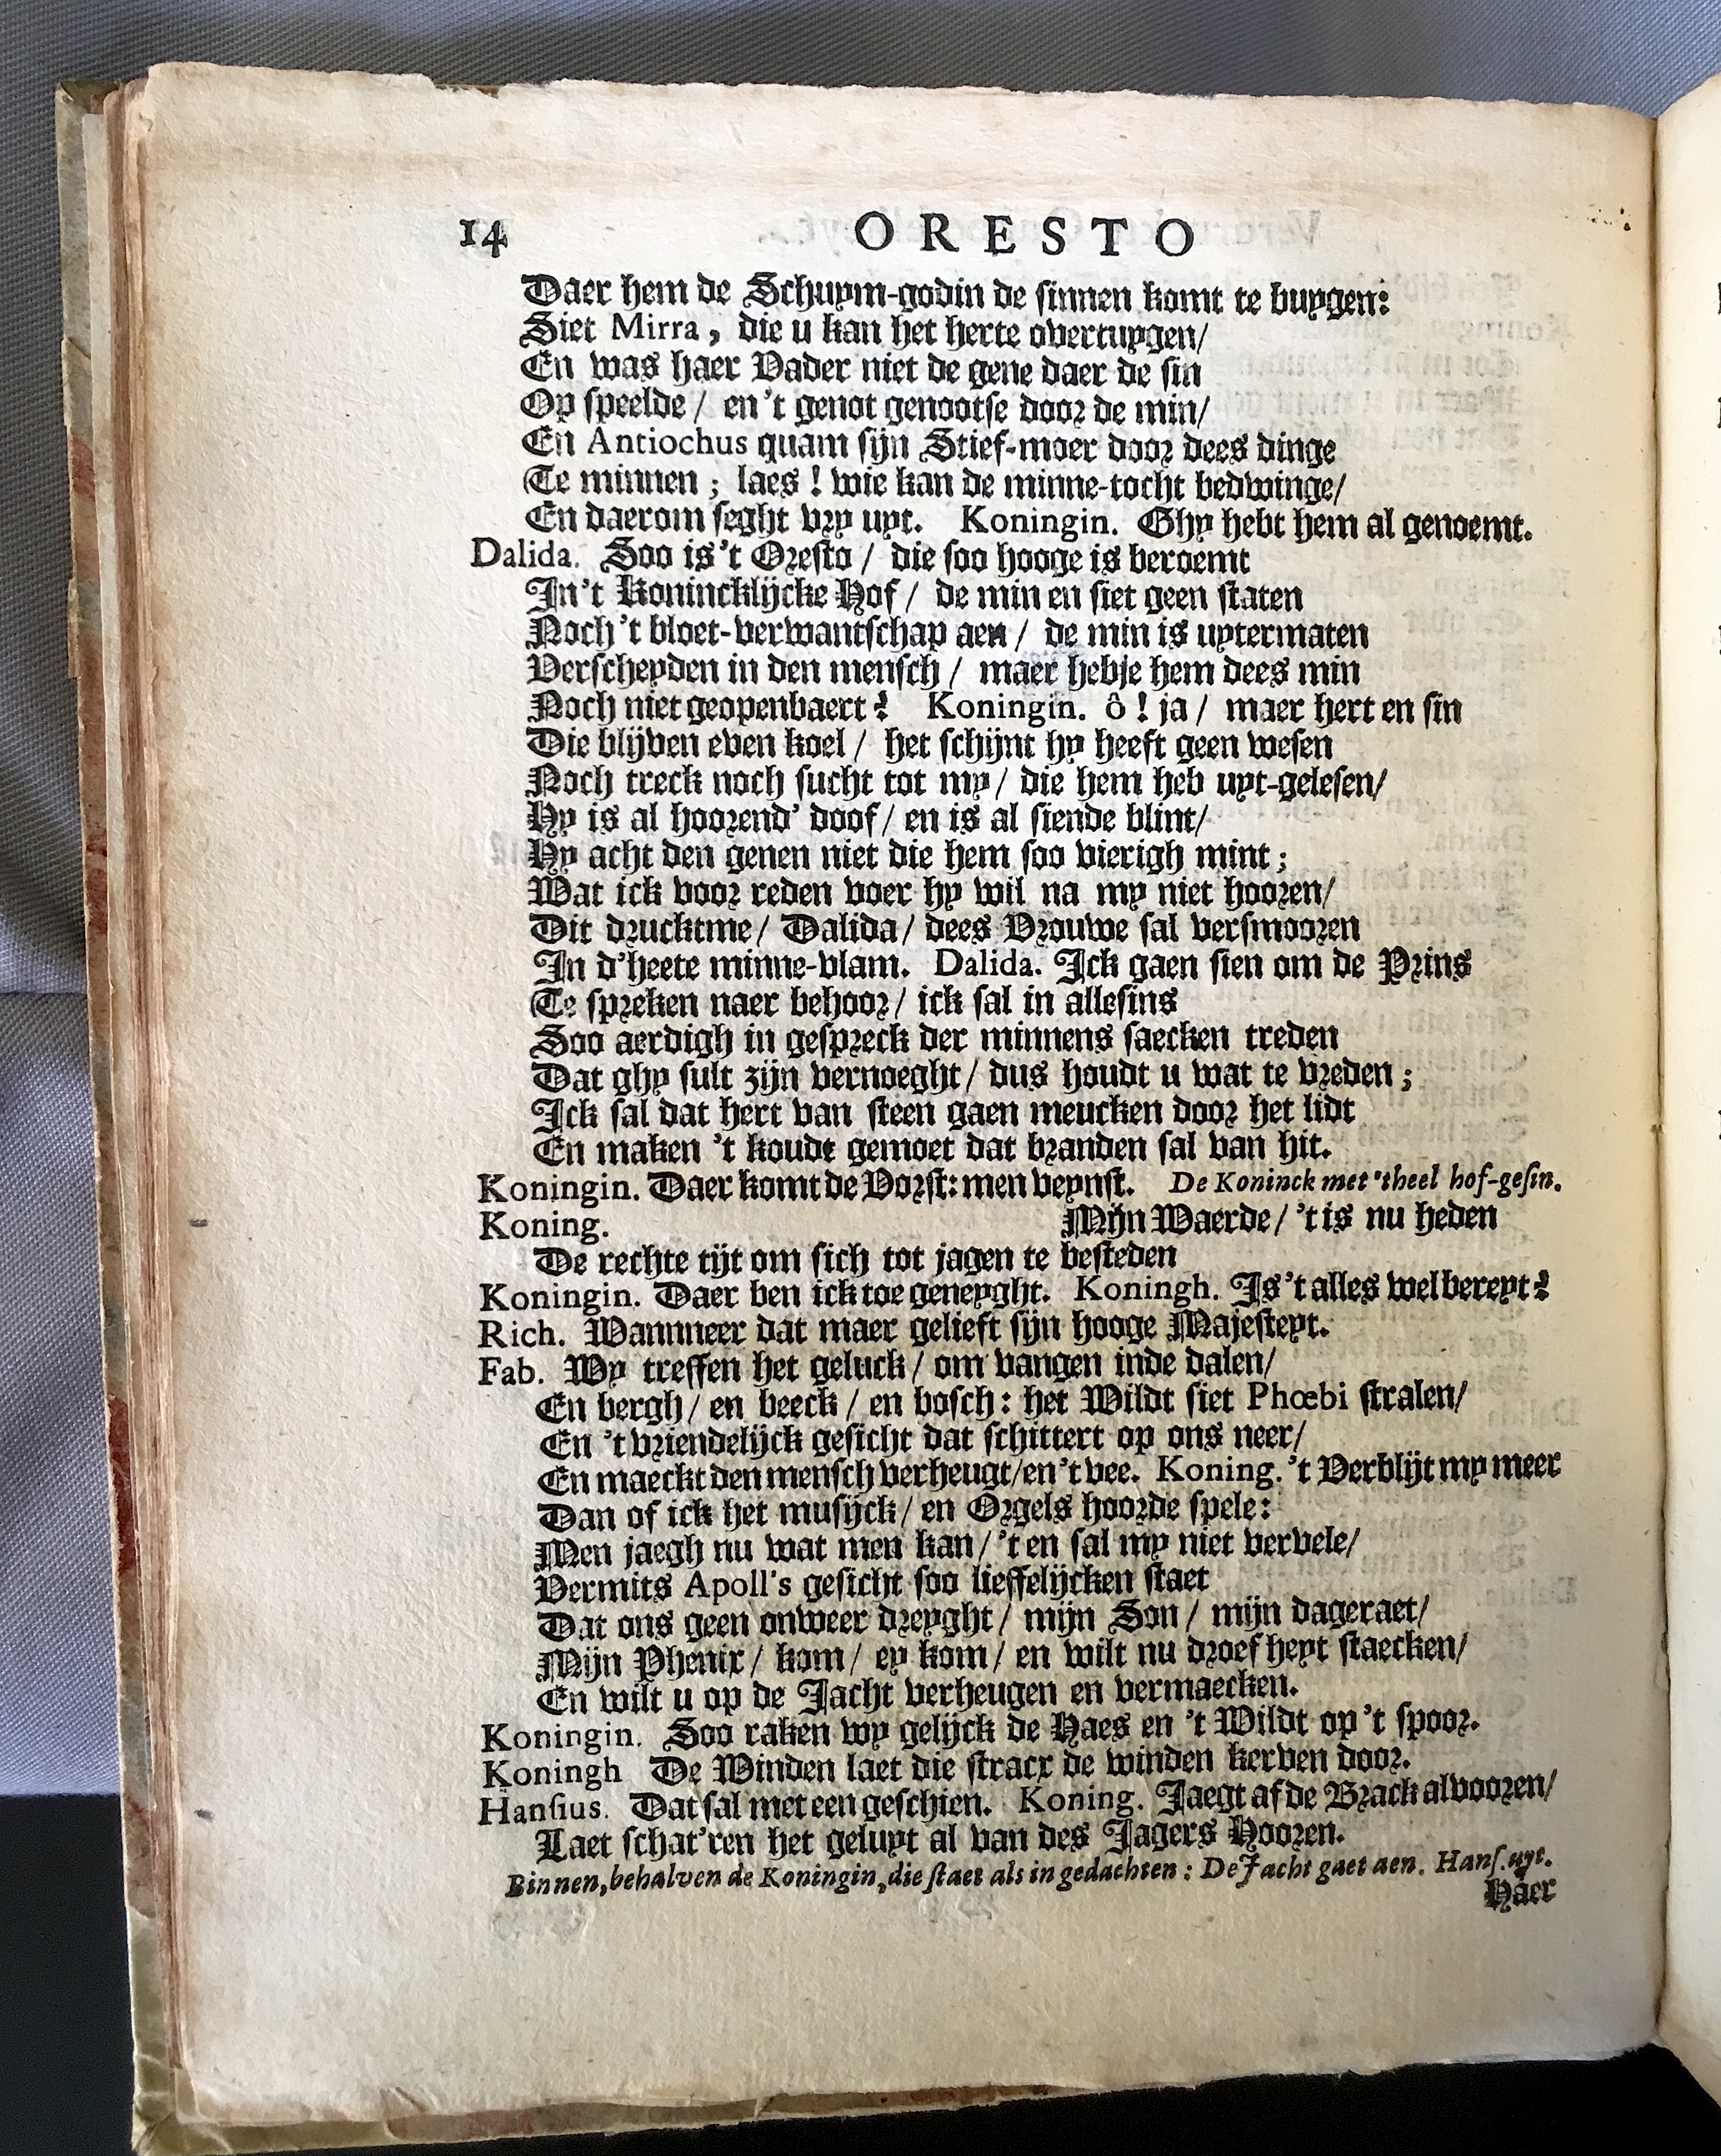 14 ORESTO
Daer hem de Schuym-godin de sinnen komt te buygen:
Siet Mirra, die u kan het herte overtuygen/
En was haer Vader niet de gene daer de sin
Op speelde/ en 't genot genootse door de min/
En Antiochus quam sijn Stief-moer door dees dinge
Te minnen; laes! wie kan de minne-tocht bedwinge/
En daerom seght vry uyt. Koningin. Ghy hebt hem al genoemt.
Dalida. Soo is 't Oresto/ die soo hooge is beroemt
In 't Konincklijcke Hof/ de min en siet geen staten
Noch 't bloet-verwantschap aen/ de min is uytermaten
Verscheyden in den mensch/ maer hebje hem dees min
Noch niet geopenbaert? Koningin. ô! ja/ maer hert en sin
Die blijven even koel/ het schijnt hy heeft geen wesen
Noch treck noch sucht tot my/ die hem heb uyt-gelesen/
Hy is al hoorend' doof/ en is al siende blint/
Hy acht den genen niet die hem soo vierigh mint;
Wat ick voor reden voer hy wil na my niet hooren/
Dit drucktme/ Dalida/ dees Vrouwe sal versmooren
In d'heete minne-vlam. Dalida. Ick gaen sien om de Prins
Te spreken naer behoor/ ick sal in allesins
Soo aerdigh in gespreck der minnens saecken treden
Dat ghy sult zijn vernoeght/ dus houdt u wat te vreden;
Ick sal dat hert van steen gaen meucken door het lidt
En maken 't koudt gemoet dat branden sal van hit.
Koningin. Daer komt de Vorst: men veynst. De Koninck met 'theel hof-gesin.
Koning. Mijn Waerde/ 't is nu heden
De rechte tijt om sich tot jagen te besteden
Koningin. Daer ben ick toe geneyght. Koningh. Is 't alles wel bereyt?
Rich. Wannneer dat maer gelieft sijn hooge Majesteyt.
Fab. Wy treffen het geluck/ om vangen inde dalen/
En bergh/ en beeck/ en bosch: het Wildt siet Phœbi stralen/
En 't vriendelijck gesicht dat schittert op ons neer/
En maeckt den mensch verheugt/en 't vee. Koning. 't Verblijt my meer
Dan of ick het musijck/ en Orgels hoorde spele:
Men jaegh nu wat men kan/ 't en sal my niet vervele/
Vermits Apoll's gesicht soo lieffelijcken staet
Dat ons geen onweer dreyght/ mijn Son/ mijn dageraet/
Mijn Phenix/ kom/ ey kom/ en wilt nu droefheyt staecken/
En wilt u op de Jacht verheugen en vermaecken.
Koningin. Soo raken wy gelijck de Haes en 't Wildt op 't spoor.
Koningh De Winden laet die stracx de winden kerven door.
Hansius. Dat sal met een geschien. Koning. Jaegt af de Brack alvooren/
Laet schat'ren het geluyt al van des Jagers Hooren.
Binnen, behalven de Koningin, die staet als in gedachten: De Jacht gaet aen. Hans. uyt.
Haer